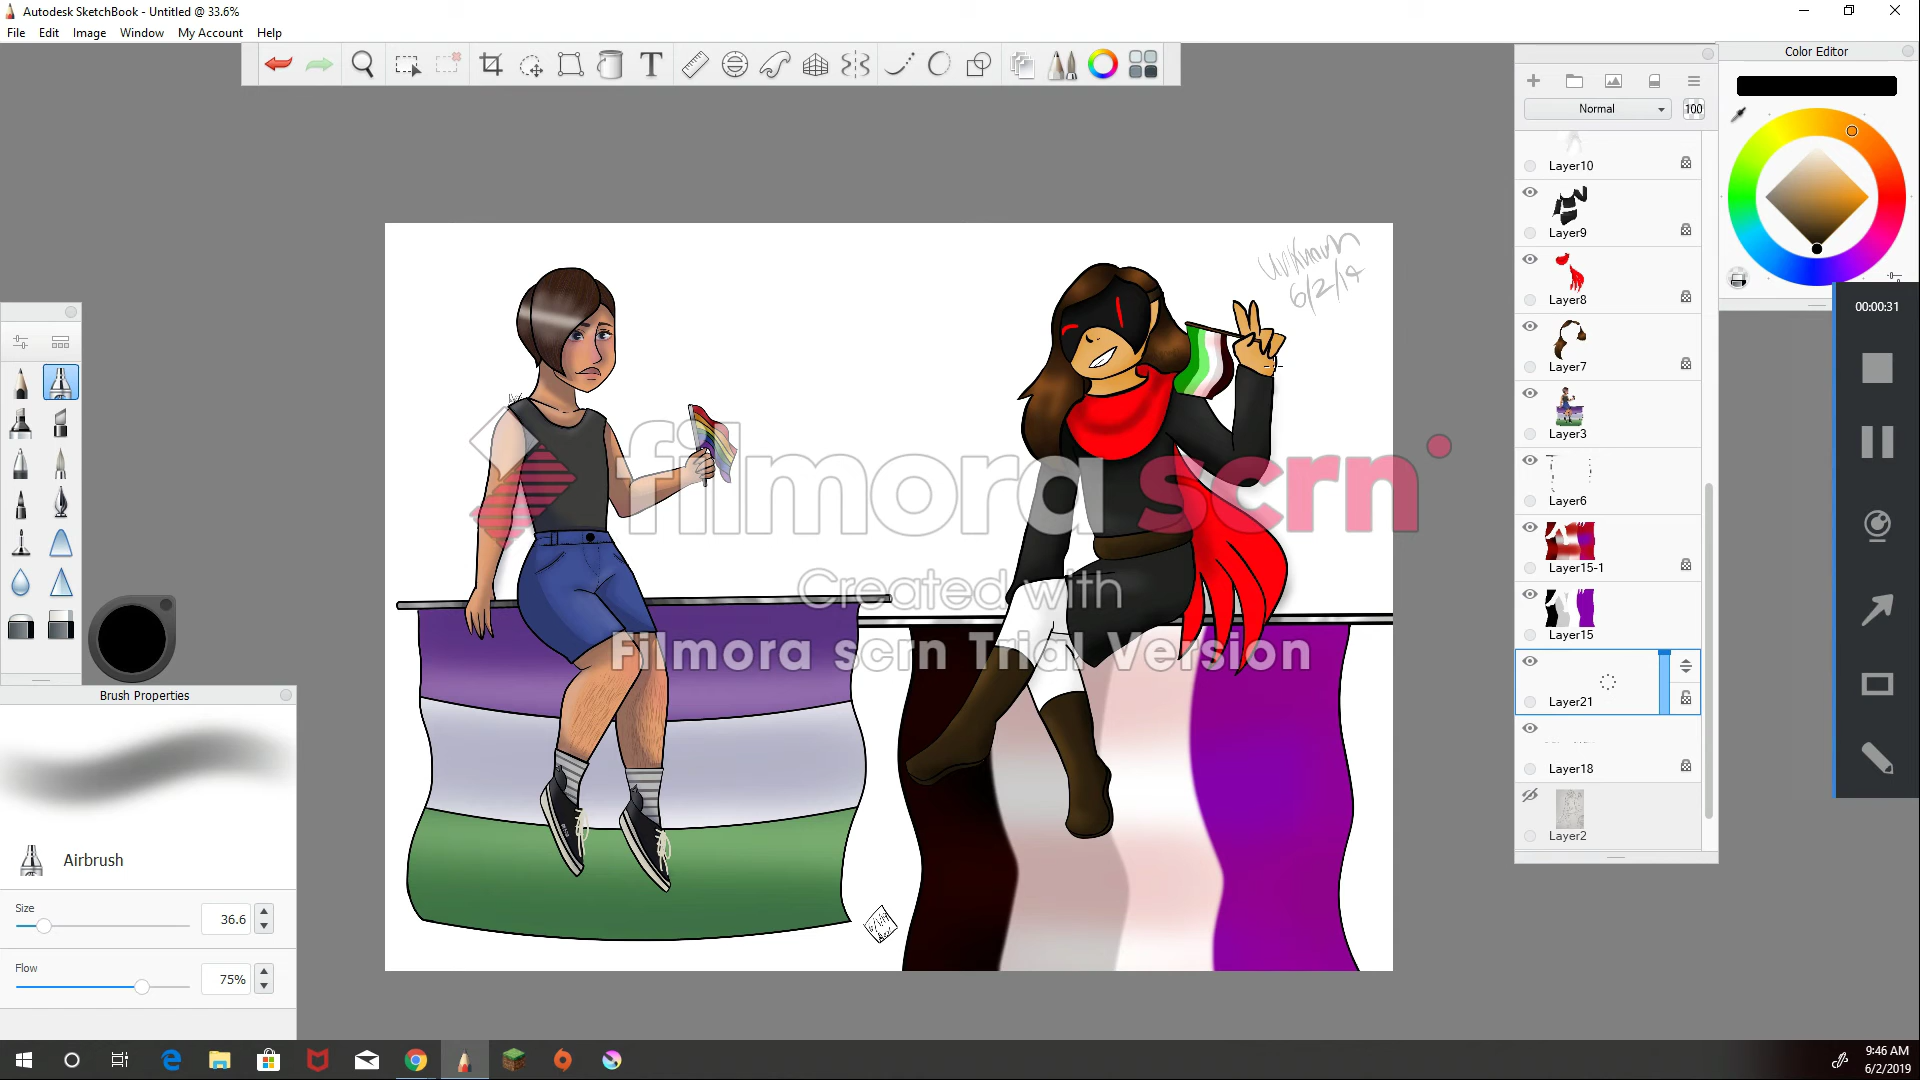 Autodesk SketchBook - Untitled @ 33.6%
File Edit Image Window My Account Help
T
Color Editor
Normal 100
Layer10
Layer9
Layer8
Layer7
Layer3
Layer6
Layer15-1
Layer15
Layer21
Layer18
Layer2
00:00:31
Unknown
6/2/19
filmora scrn
Created with
Filmora scrn Trial Version
Brush Properties
Airbrush
Size 36.6
Flow 75%
9:46 AM
6/2/2019